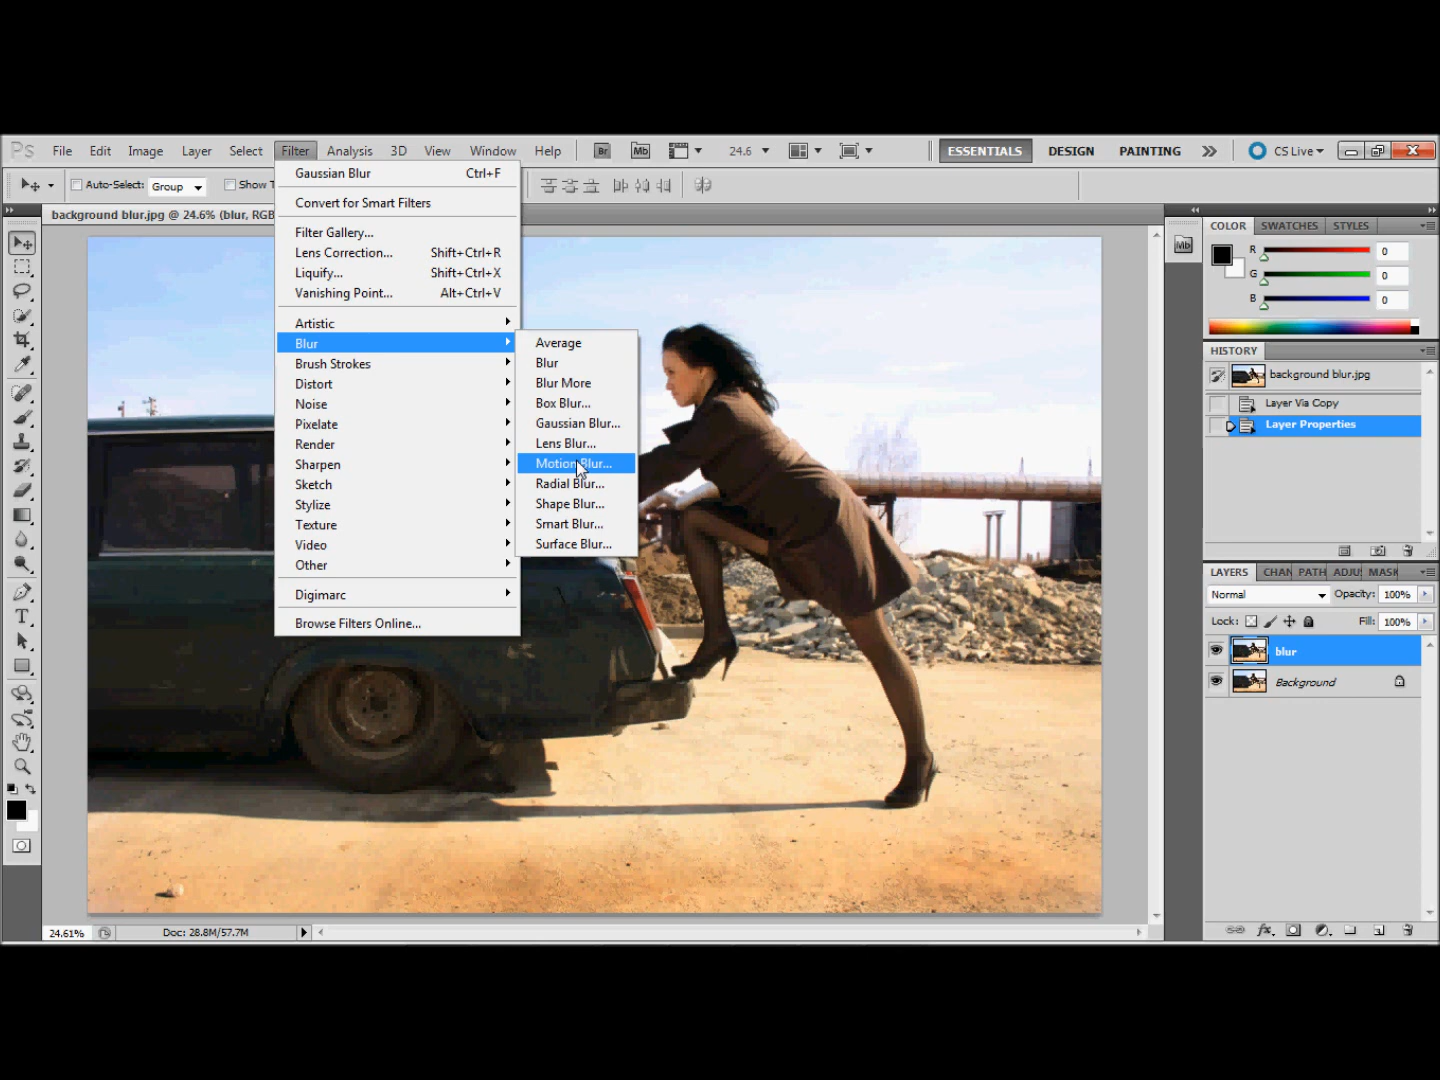 Ps File Edit Image Layer Select Filter Analysis 3D View Window Help Br Mb 24.6 ESSENTIALS DESIGN PAINTING CS Live
Auto-Select: Group Show T
background blur.jpg @ 24.6% (blur, RGB
Gaussian Blur Ctrl+F
Convert for Smart Filters
Filter Gallery...
Lens Correction... Shift+Ctrl+R
Liquify... Shift+Ctrl+X
Vanishing Point... Alt+Ctrl+V
Artistic
Blur
Brush Strokes
Distort
Noise
Pixelate
Render
Sharpen
Sketch
Stylize
Texture
Video
Other
Digimarc
Browse Filters Online...
Average
Blur
Blur More
Box Blur...
Gaussian Blur...
Lens Blur...
Motion Blur...
Radial Blur...
Shape Blur...
Smart Blur...
Surface Blur...
Mb
COLOR SWATCHES STYLES
R 0
G 0
B 0
HISTORY
background blur.jpg
Layer Via Copy
Layer Properties
LAYERS CHAN PATH ADJU MASK
Normal Opacity: 100%
Lock: Fill: 100%
blur
Background
24.61% Doc: 28.8M/57.7M